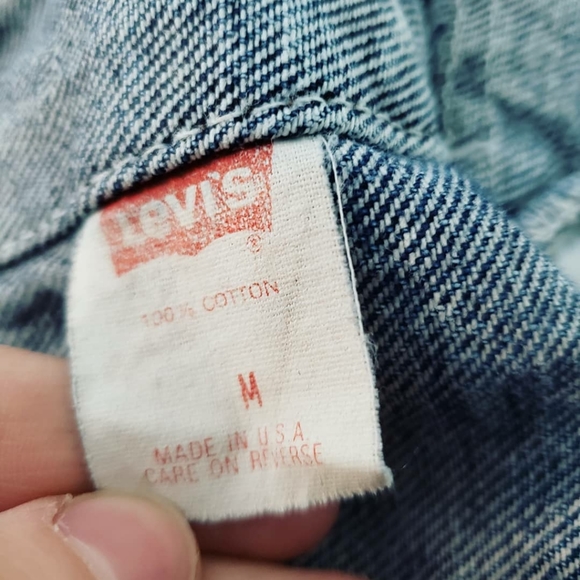 Levi's
®
100% COTTON
M
MADE IN U.S.A.
CARE ON REVERSE